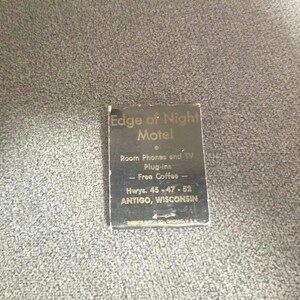 Edge of Night
Motel
Room Phones and TV
Plug-ins
— Free Coffee —
Hwys. 45 - 47 - 52
ANTIGO, WISCONSIN